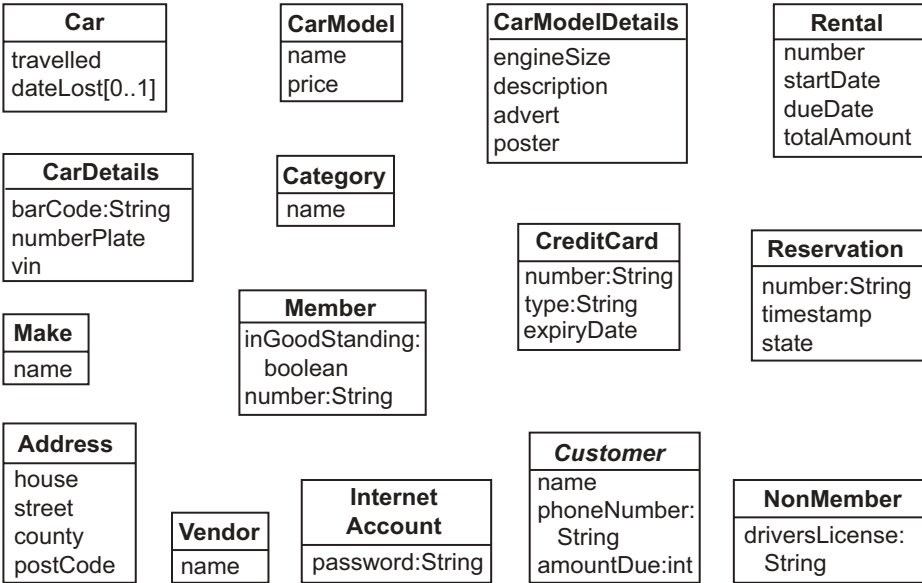 Car
travelled
dateLost[0..1]
CarModel
name
price
CarModelDetails
engineSize
description
advert
poster
Rental
number
startDate
dueDate
totalAmount
CarDetails
barCode:String
numberPlate
vin
Category
name
CreditCard
number:String
type:String
expiryDate
Reservation
number:String
timestamp
state
Make
name
Member
inGoodStanding:
boolean
number:String
Address
house
street
county
postCode
Vendor
name
Internet
Account
password:String
Customer
name
phoneNumber:
String
amountDue:int
NonMember
driversLicense:
String